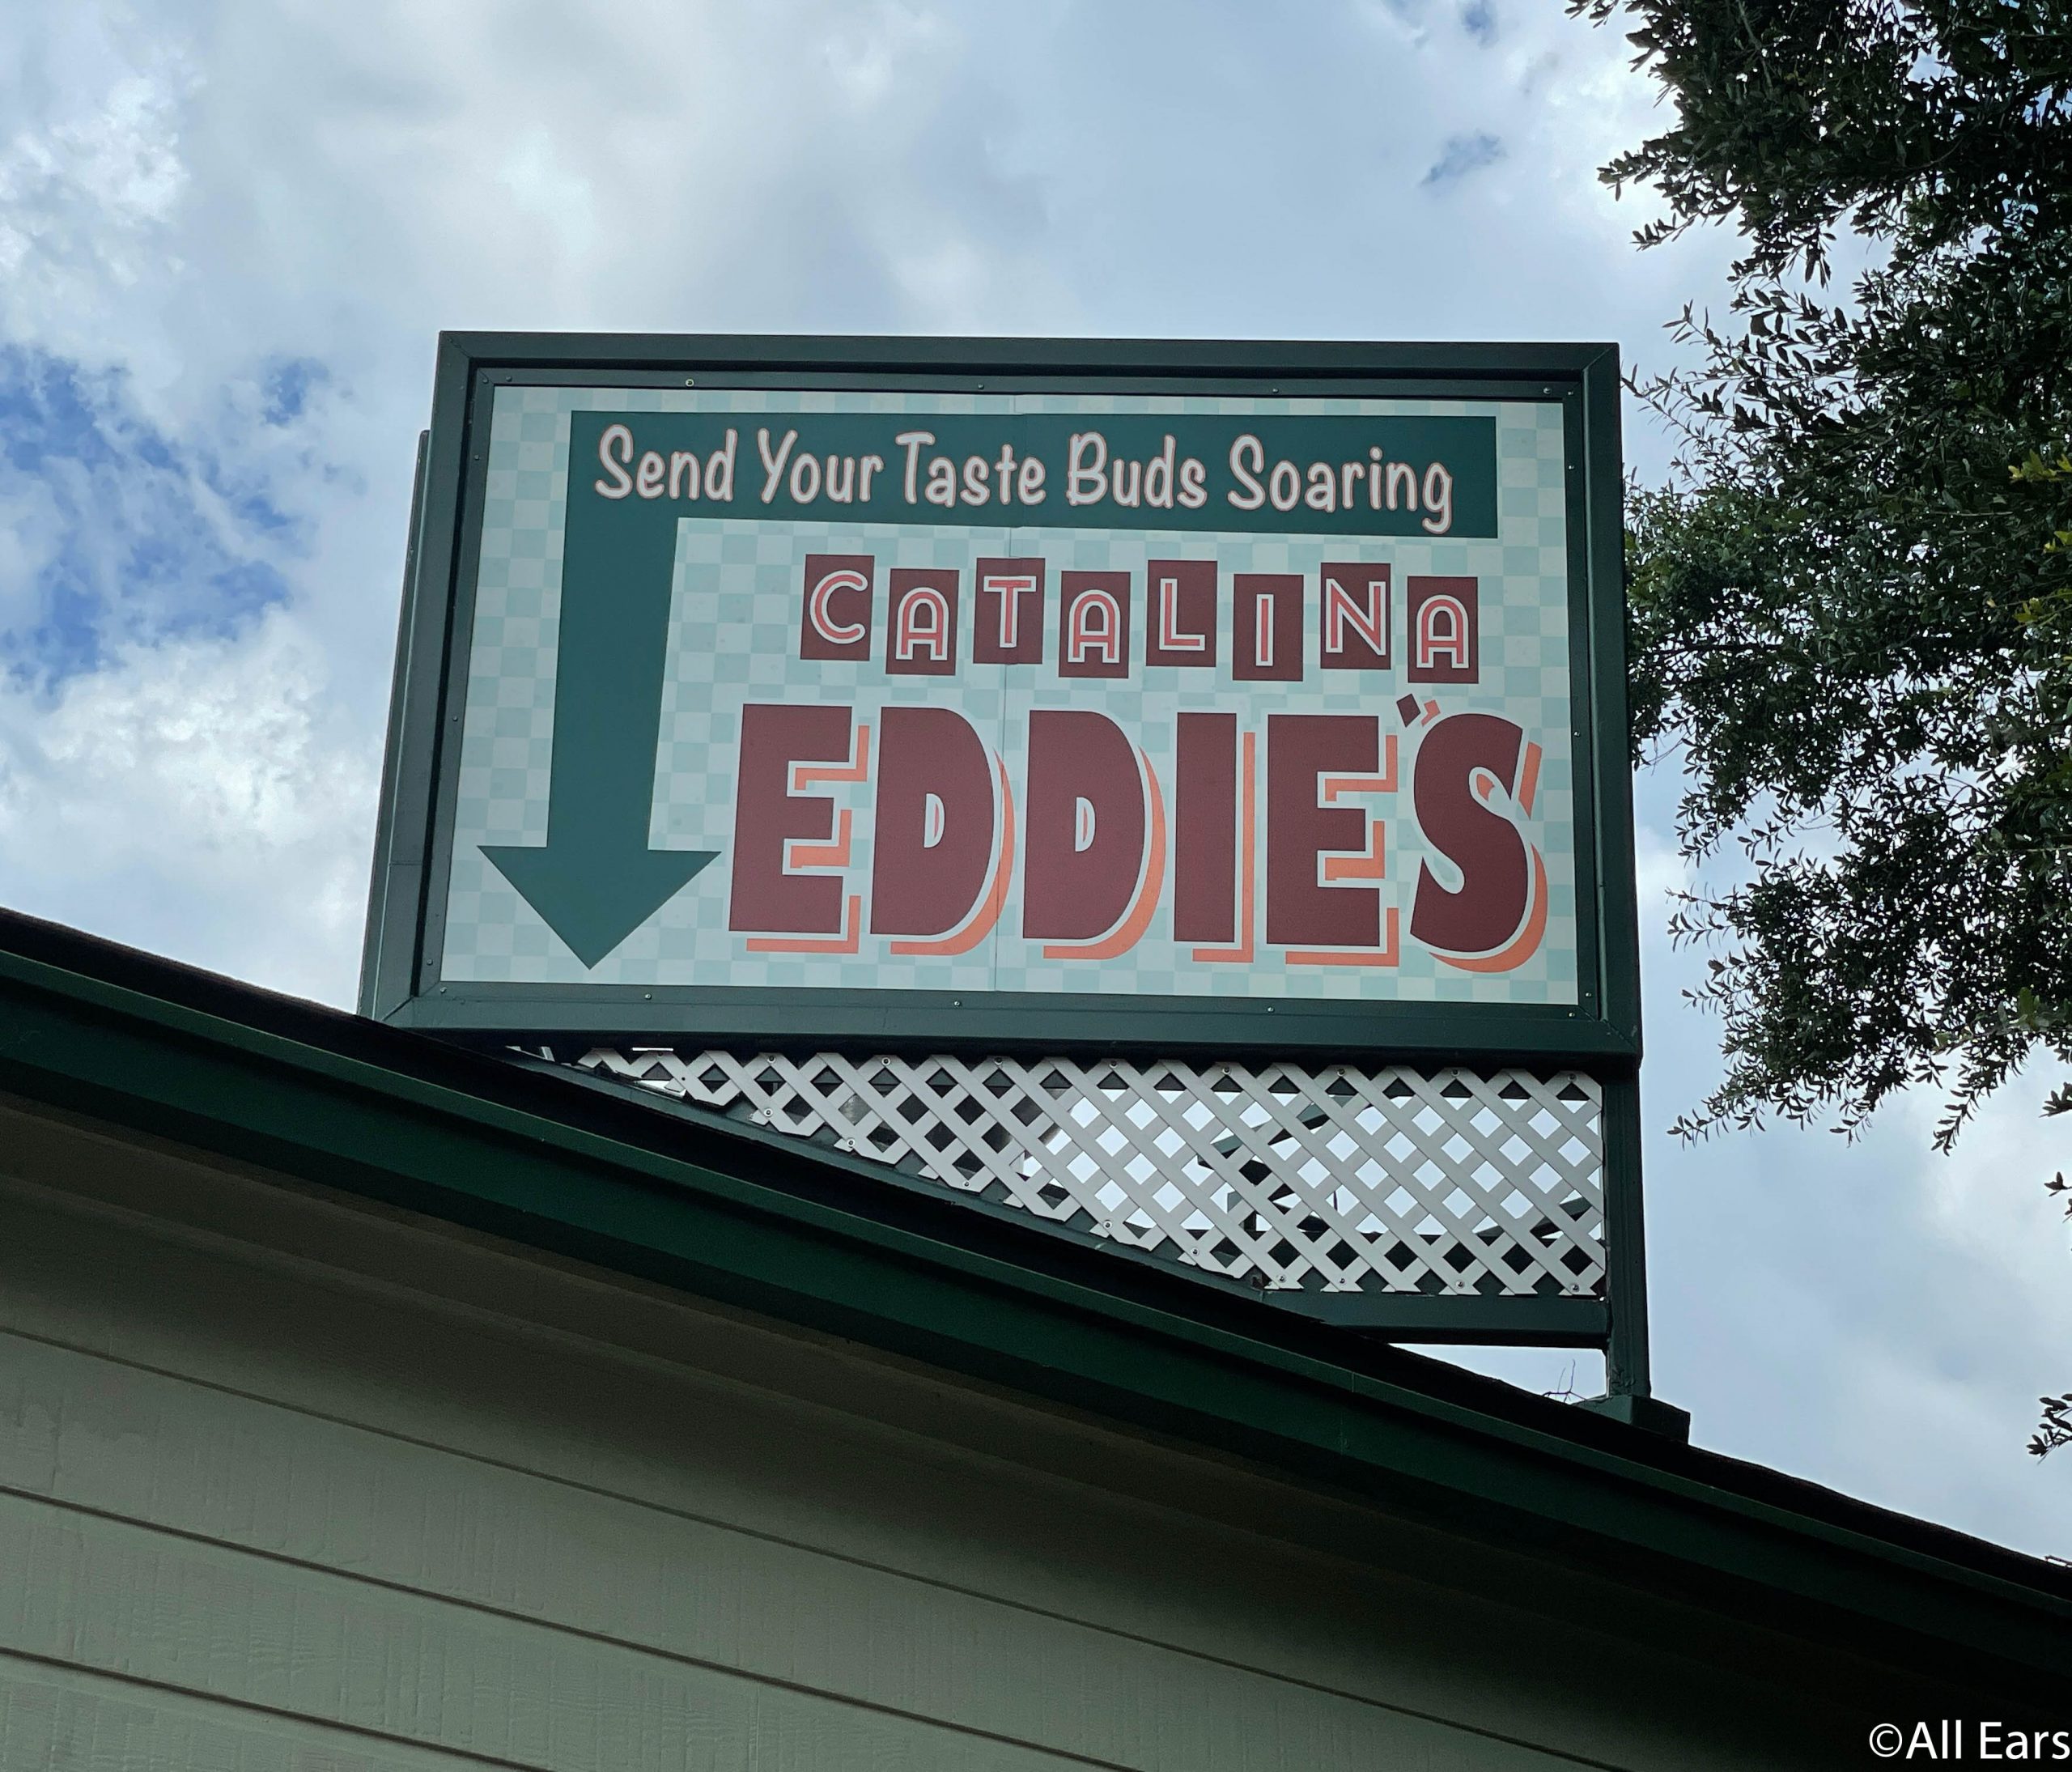 Send Your Taste Buds Soaring
CATALINA
EDDIE'S
©All Ears